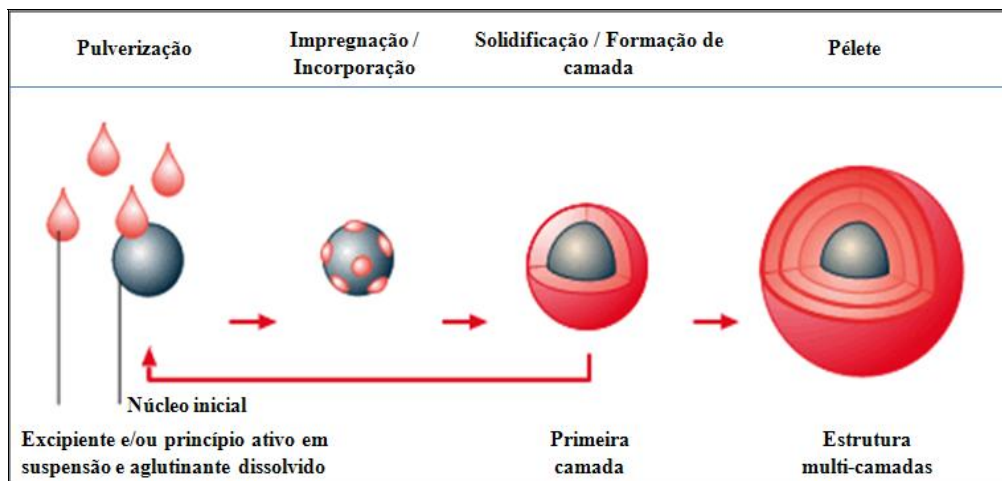 Pulverização
Impregnação /
Incorporação
Solidificação / Formação de
camada
Pélete
Núcleo inicial
Excipiente e/ou princípio ativo em
suspensão e aglutinante dissolvido
Primeira
camada
Estrutura
multi-camadas